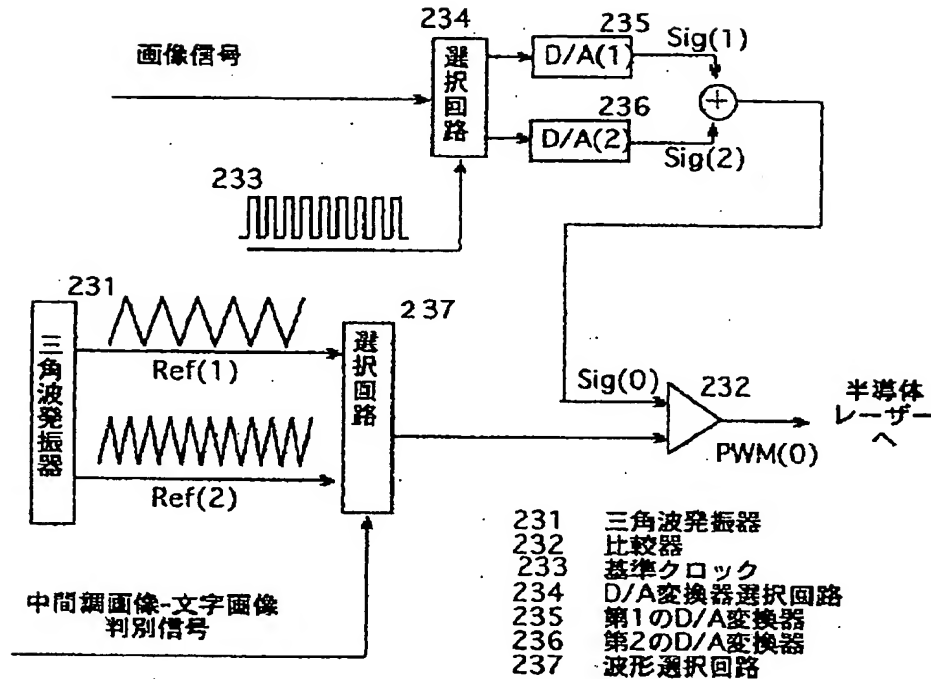 234
235
画像信号
選択回路
D/A(1)
Sig(1)
+
236
D/A(2)
Sig(2)
233
231
237
三角波発振器
Ref(1)
選択回路
Ref(2)
Sig(0)
232
PWM(0)
半導体
レーザー
へ
中間調画像-文字画像
判別信号
231 三角波発振器
232 比較器
233 基準クロック
234 D/A変換器選択回路
235 第1のD/A変換器
236 第2のD/A変換器
237 波形選択回路